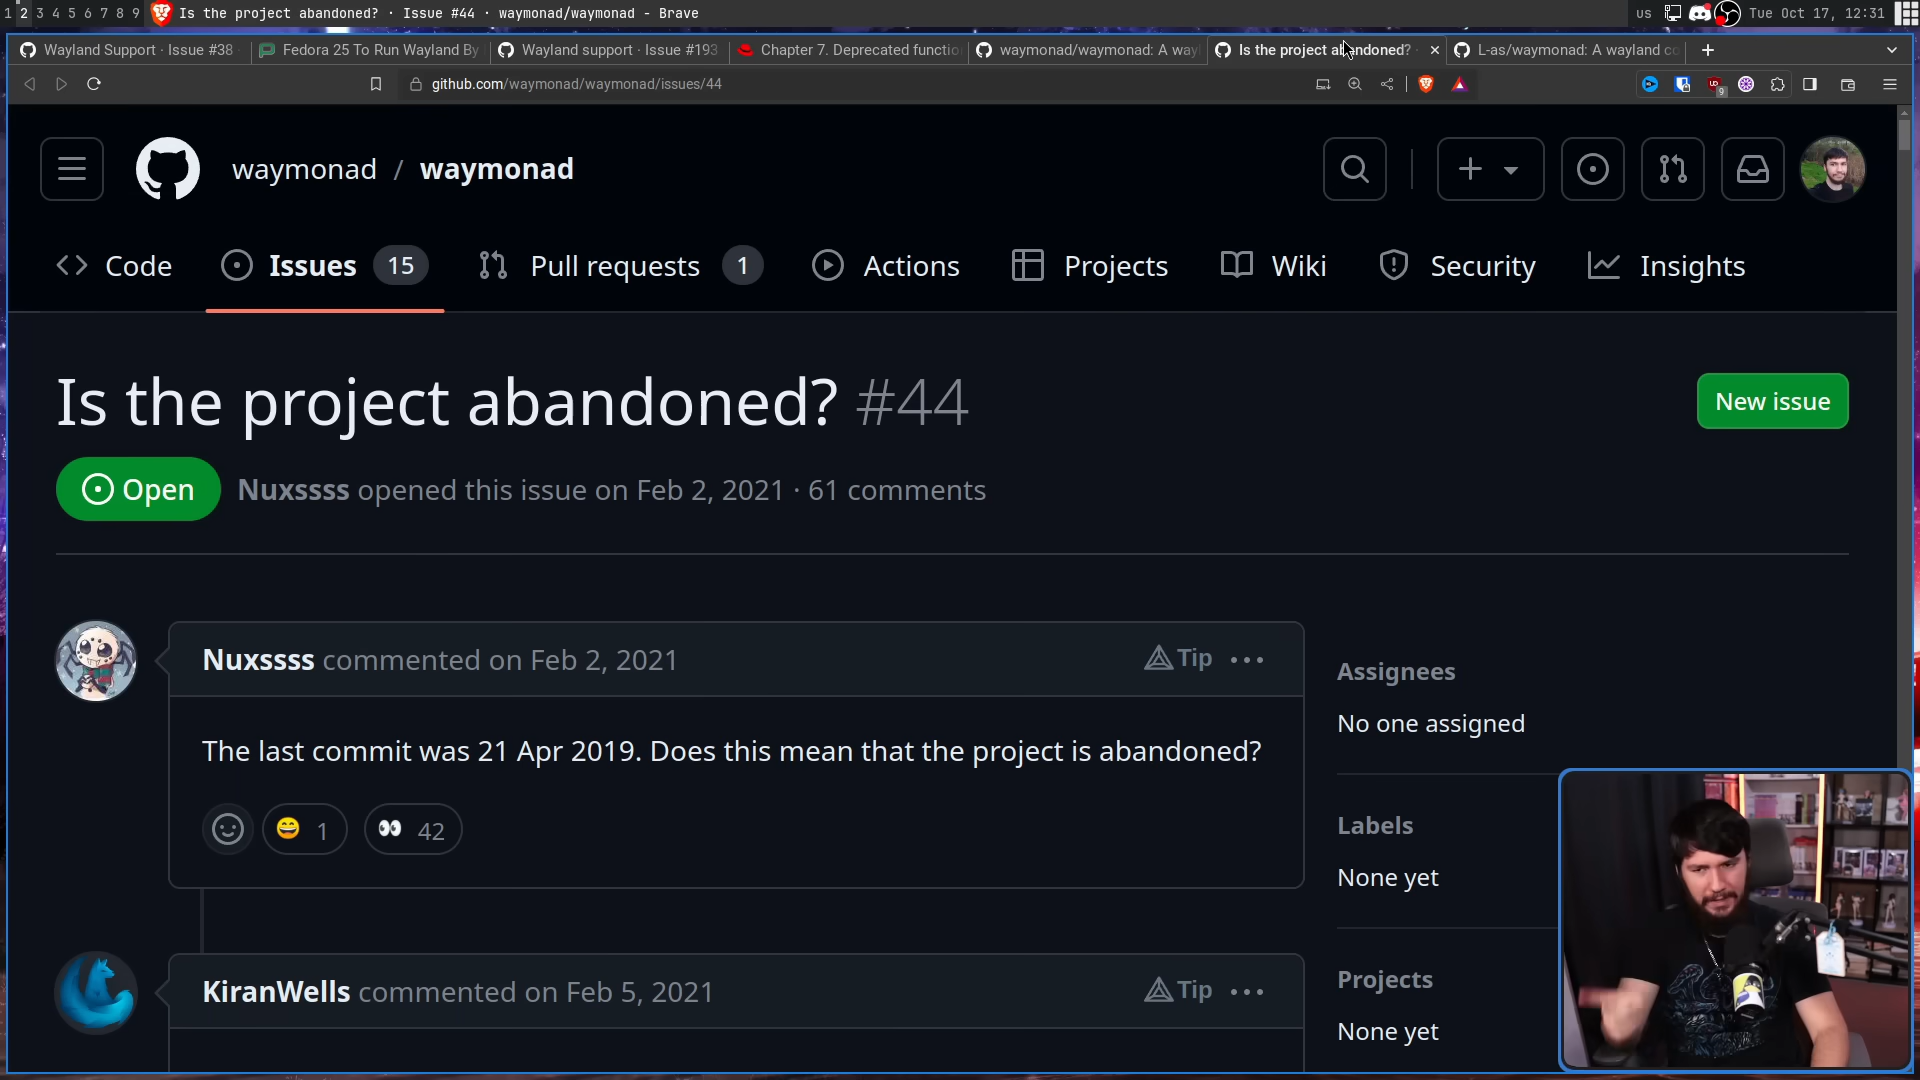 1 2 3 4 5 6 7 8 9 Is the project abandoned? · Issue #44 · waymonad/waymonad - Brave us Tue Oct 17, 12:31
Wayland Support · Issue #38 Fedora 25 To Run Wayland By Wayland support · Issue #193 Chapter 7. Deprecated functio waymonad/waymonad: A way Is the project abandoned? L-as/waymonad: A wayland co
github.com/waymonad/waymonad/issues/44 9
waymonad / waymonad
Code Issues 15 Pull requests 1 Actions Projects Wiki Security Insights
Is the project abandoned? #44 New issue
Open Nuxssss opened this issue on Feb 2, 2021 · 61 comments
Nuxssss commented on Feb 2, 2021 Tip
The last commit was 21 Apr 2019. Does this mean that the project is abandoned?
1 42
KiranWells commented on Feb 5, 2021 Tip
Assignees
No one assigned
Labels
None yet
Projects
None yet